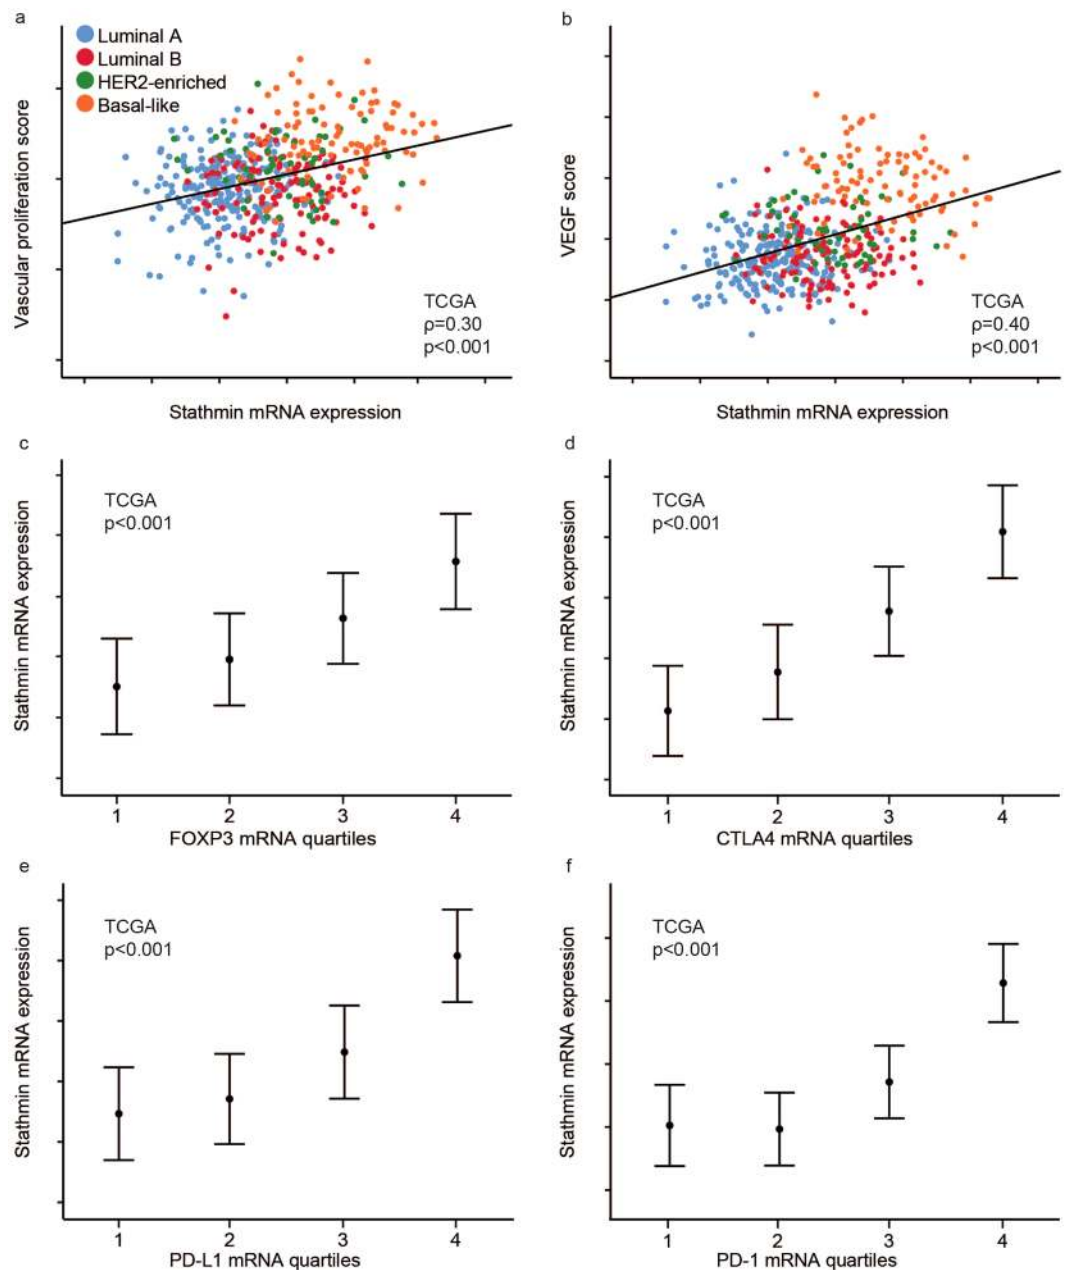 a
Luminal A
Luminal B
HER2-enriched
Basal-like
Vascular proliferation score
TCGA
ρ=0.30
p<0.001
Stathmin mRNA expression
b
VEGF score
TCGA
ρ=0.40
p<0.001
Stathmin mRNA expression
c
Stathmin mRNA expression
TCGA
p<0.001
1 2 3 4
FOXP3 mRNA quartiles
d
Stathmin mRNA expression
TCGA
p<0.001
1 2 3 4
CTLA4 mRNA quartiles
e
Stathmin mRNA expression
TCGA
p<0.001
1 2 3 4
PD-L1 mRNA quartiles
f
Stathmin mRNA expression
TCGA
p<0.001
1 2 3 4
PD-1 mRNA quartiles